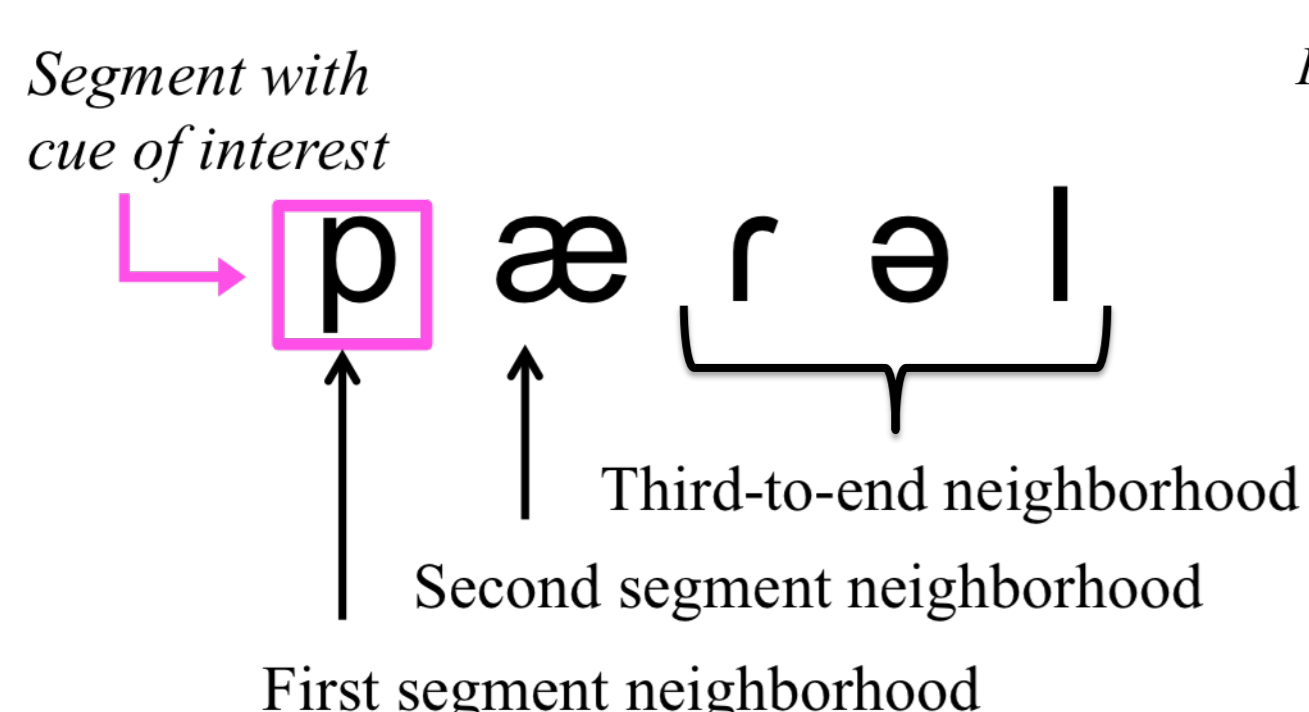 Segment with
cue of interest
p æ ɾ ə l
Third-to-end neighborhood
Second segment neighborhood
First segment neighborhood